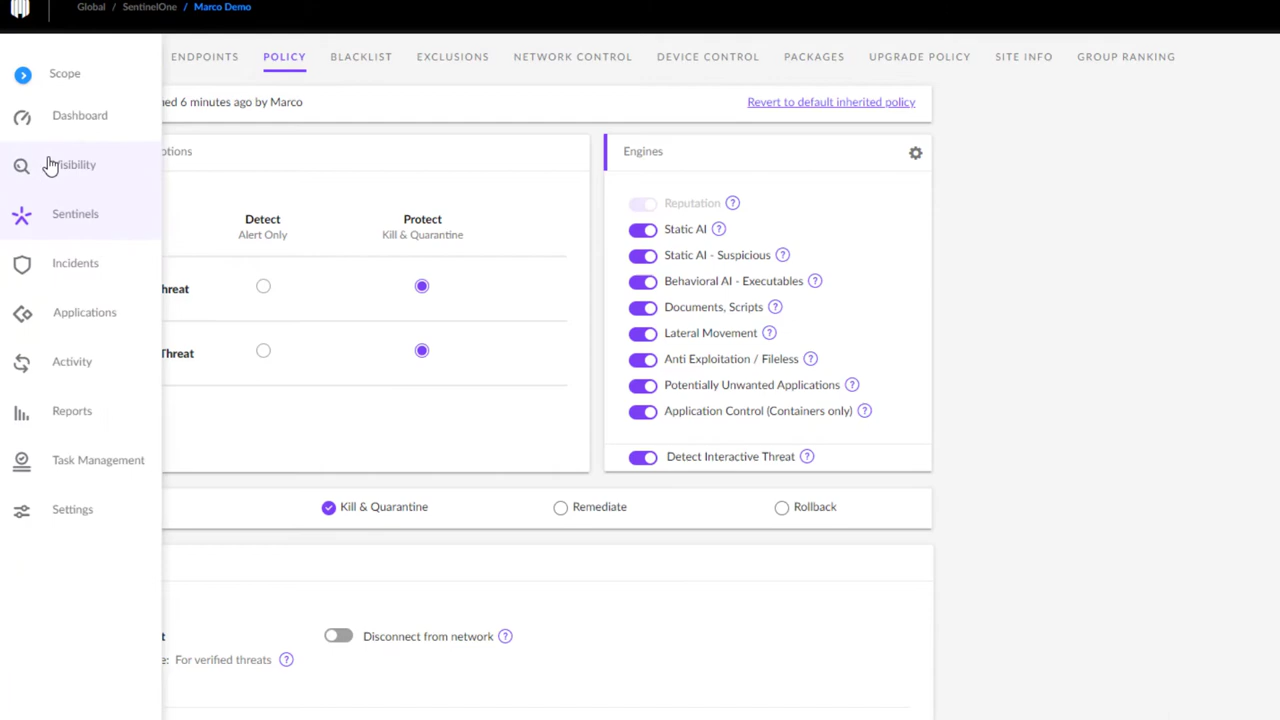 Global / SentinelOne / Marco Demo
Scope
Dashboard
Visibility
Sentinels
Incidents
Applications
Activity
Reports
Task Management
Settings
ENDPOINTS POLICY BLACKLIST EXCLUSIONS NETWORK CONTROL DEVICE CONTROL PACKAGES UPGRADE POLICY SITE INFO GROUP RANKING
6 minutes ago by Marco
Revert to default inherited policy
Detect
Alert Only
Protect
Kill & Quarantine
hreat
Threat
Engines
Reputation ?
Static AI ?
Static AI - Suspicious ?
Behavioral AI - Executables ?
Documents, Scripts ?
Lateral Movement ?
Anti Exploitation / Fileless ?
Potentially Unwanted Applications ?
Application Control (Containers only) ?
Detect Interactive Threat ?
Kill & Quarantine Remediate Rollback
Disconnect from network ?
For verified threats ?